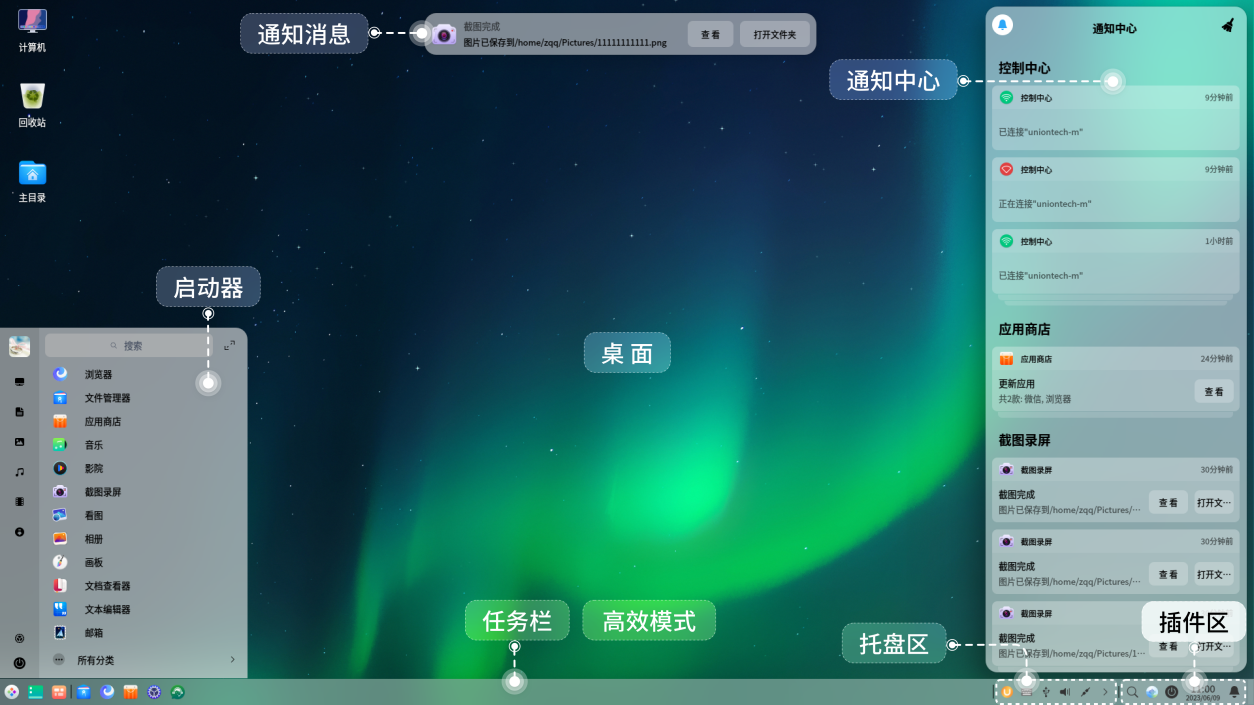 计算机
回收站
主目录
通知消息
截图完成
图片已保存到/home/zqq/Pictures/11111111111.png
查看
打开文件夹
通知中心
通知中心
控制中心
控制中心
9分钟前
已连接"uniontech-m"
控制中心
9分钟前
正在连接"uniontech-m"
控制中心
1小时前
已连接"uniontech-m"
应用商店
应用商店
24分钟前
更新应用
共2款: 微信, 浏览器
查看
截图录屏
截图录屏
30分钟前
截图完成
图片已保存到/home/zqq/Pictures/···
查看
打开文···
截图录屏
30分钟前
截图完成
图片已保存到/home/zqq/Pictures/···
查看
打开文···
截图录屏
截图完成
图片已保存到/home/zqq/Pictures/1···
查看
打开文···
启动器
搜索
浏览器
文件管理器
应用商店
音乐
影院
截图录屏
看图
相册
画板
文档查看器
文本编辑器
邮箱
所有分类
桌面
任务栏
高效模式
托盘区
插件区
2023/06/09